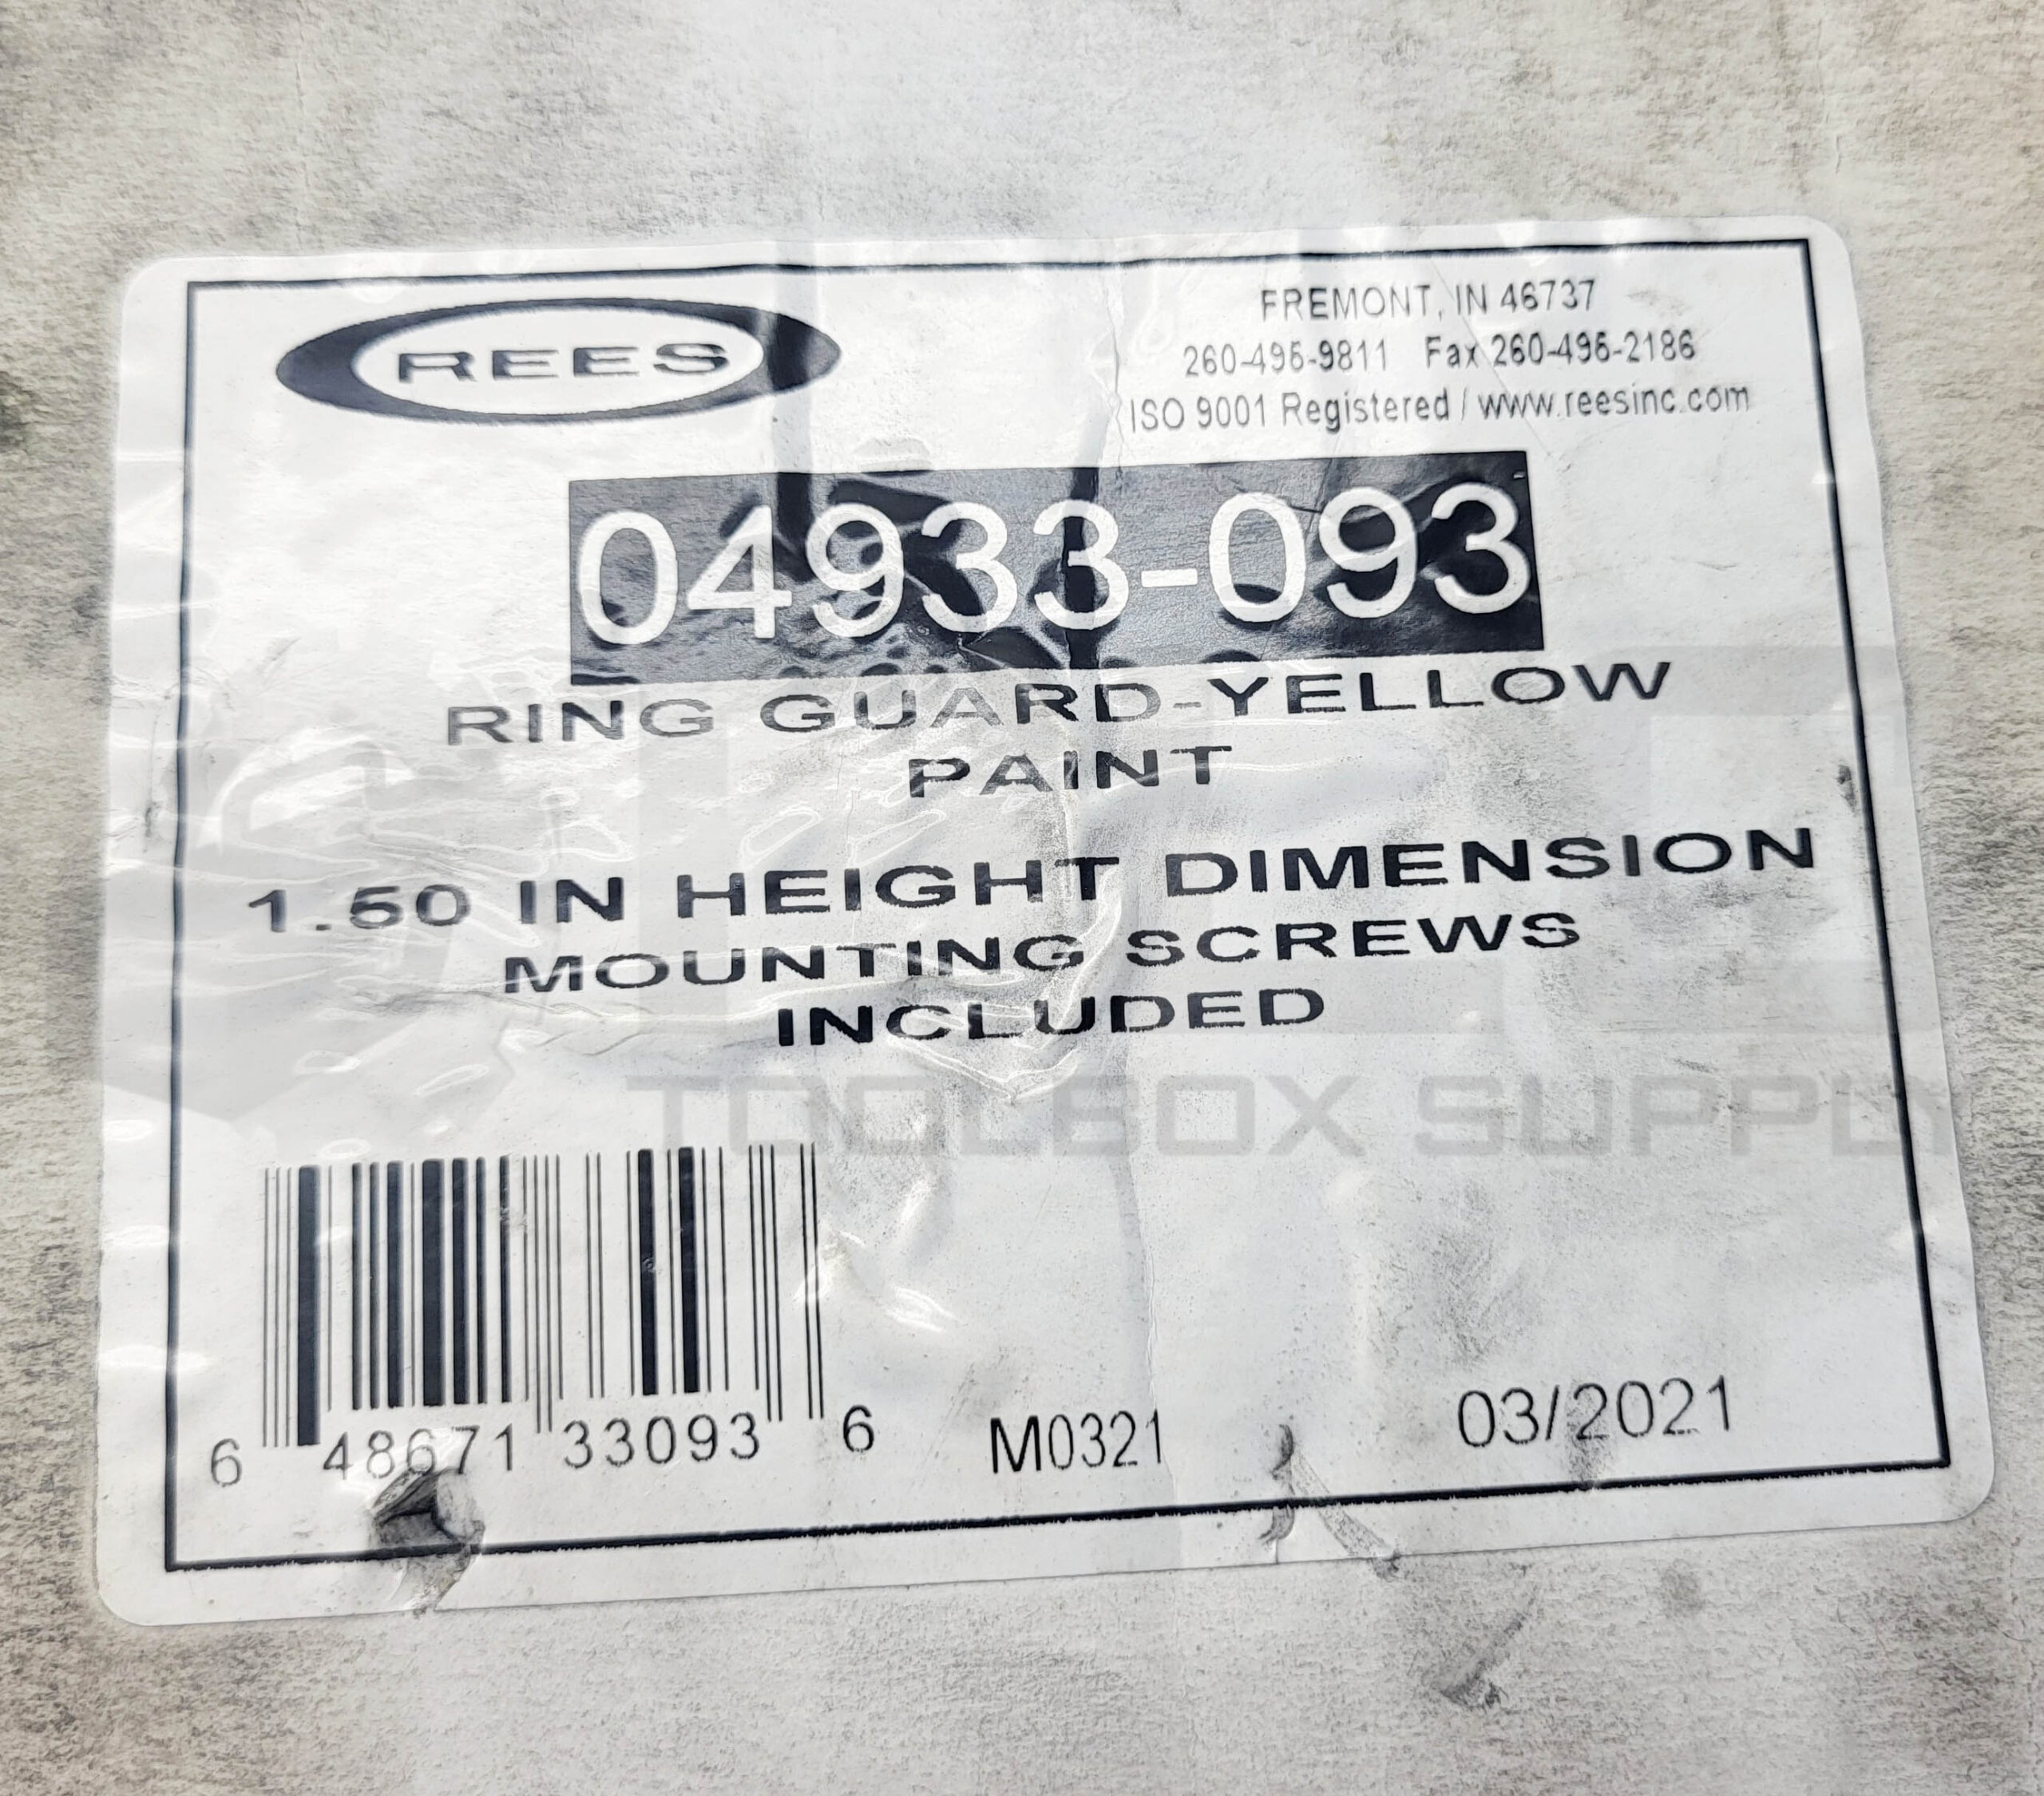 REES
FREMONT, IN 46737
260-495-9811 Fax 260-495-2186
ISO 9001 Registered / www.reesinc.com
04933-093
RING GUARD-YELLOW
PAINT
1.50 IN HEIGHT DIMENSION
MOUNTING SCREWS
INCLUDED
TOOLBOX SUPPLY
6 48671 33093 6
M0321
03/2021